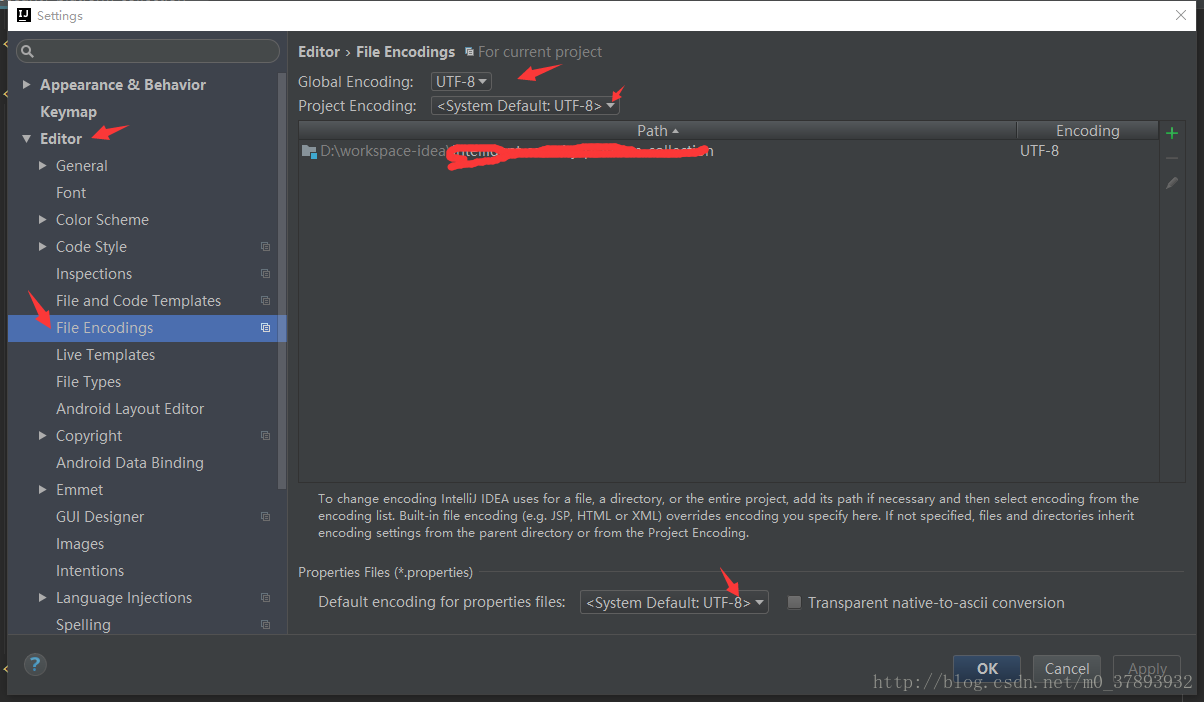 Settings
Editor › File Encodings For current project
Appearance & Behavior
Keymap
Editor
General
Font
Color Scheme
Code Style
Inspections
File and Code Templates
File Encodings
Live Templates
File Types
Android Layout Editor
Copyright
Android Data Binding
Emmet
GUI Designer
Images
Intentions
Language Injections
Spelling
Global Encoding: UTF-8
Project Encoding: <System Default: UTF-8>
Path Encoding
D:\workspace-idea\ collection UTF-8
To change encoding IntelliJ IDEA uses for a file, a directory, or the entire project, add its path if necessary and then select encoding from the
encoding list. Built-in file encoding (e.g. JSP, HTML or XML) overrides encoding you specify here. If not specified, files and directories inherit
encoding settings from the parent directory or from the Project Encoding.
Properties Files (*.properties)
Default encoding for properties files: <System Default: UTF-8> Transparent native-to-ascii conversion
?
OK Cancel Apply
http://blog.csdn.net/m0_37893932